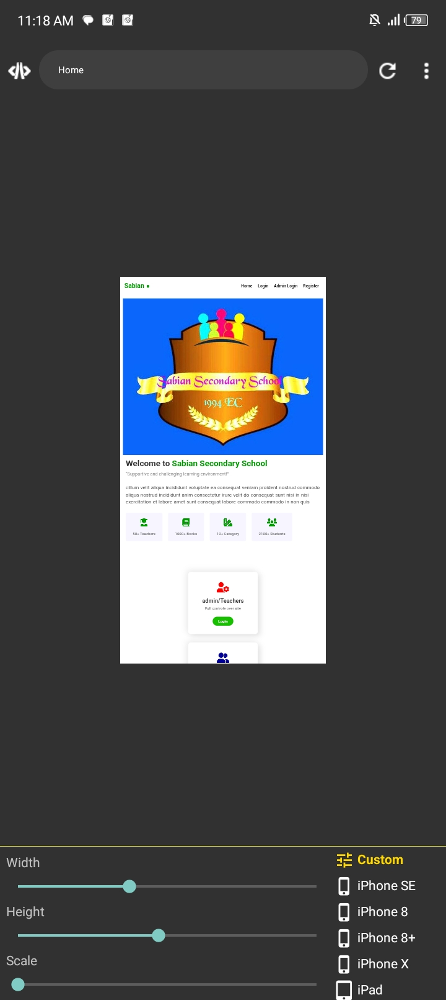 11:18 AM
79
Home
Sabian •
Home Login Admin Login Register
Sabian Secondary School
1994 EC
Welcome to Sabian Secondary School
"Supportive and challenging learning environment!"
cillum velit aliqua incididunt voluptate ea consequat veniam proident nostrud commodo
aliqua nostrud incididunt anim consectetur irure velit do consequat sunt nisi in nisi
exercitation et labore amet sunt consequat labore commodo commodo in non quis
50+ Teachers 1000+ Books 10+ Category 2100+ Students
admin/Teachers
Full controle over site
Login
Width
Height
Scale
Custom
iPhone SE
iPhone 8
iPhone 8+
iPhone X
iPad